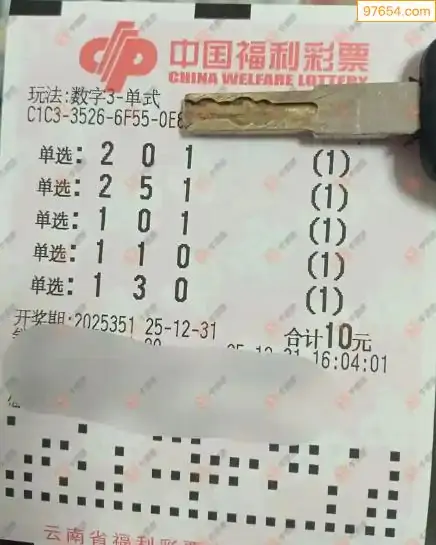 97654.com
中国福利彩票
CHINA WELFARE LOTTERY
玩法:数字3-单式
C1C3-3526-6F55-0E
单选: 2 0 1 (1)
单选: 2 5 1 (1)
单选: 1 0 1 (1)
单选: 1 1 0 (1)
单选: 1 3 0 (1)
开奖期:2025351 25-12-31 合计10元
16:04:01
云南省福利彩票